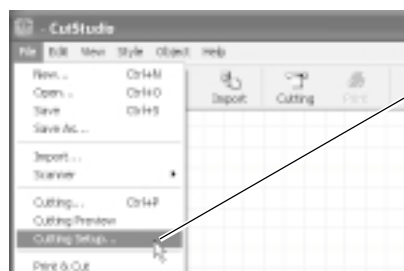 - CutStudio
File Edit View Style Object Help
New... Ctrl+N
Open... Ctrl+O
Save Ctrl+S
Save As...
Import...
Scanner
Cutting... Ctrl+P
Cutting Preview
Cutting Setup...
Print & Cut
Import Cutting Print